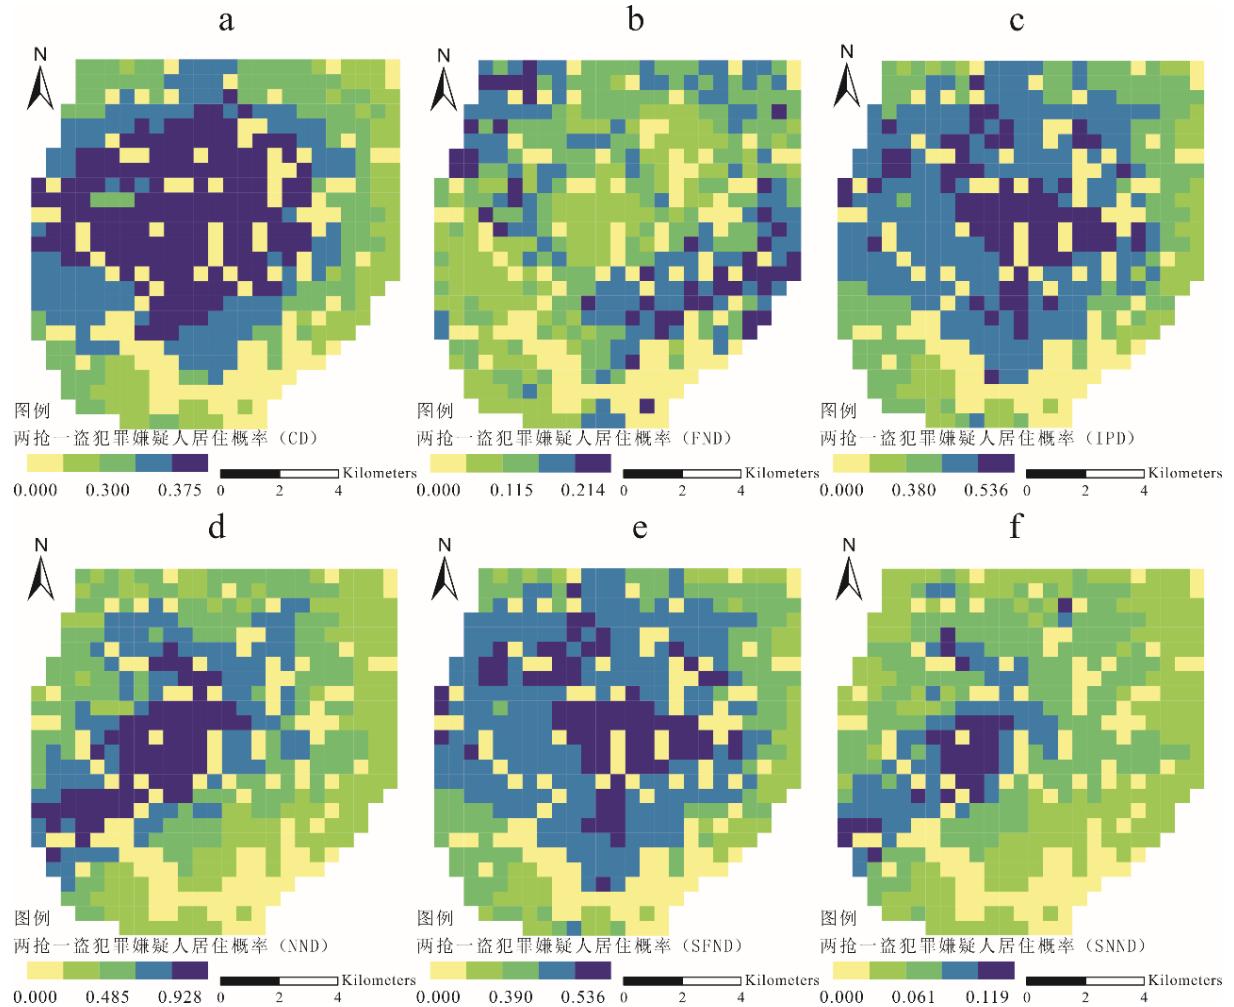 a
b
c
N
N
N
图例
两抢一盗犯罪嫌疑人居住概率（CD）
0.000 0.300 0.375
Kilometers
0 2 4
图例
两抢一盗犯罪嫌疑人居住概率（FND）
0.000 0.115 0.214
Kilometers
0 2 4
图例
两抢一盗犯罪嫌疑人居住概率（IPD）
0.000 0.380 0.536
Kilometers
0 2 4
d
e
f
N
N
N
图例
两抢一盗犯罪嫌疑人居住概率（NND）
0.000 0.485 0.928
Kilometers
0 2 4
图例
两抢一盗犯罪嫌疑人居住概率（SFND）
0.000 0.390 0.536
Kilometers
0 2 4
图例
两抢一盗犯罪嫌疑人居住概率（SNND）
0.000 0.061 0.119
Kilometers
0 2 4